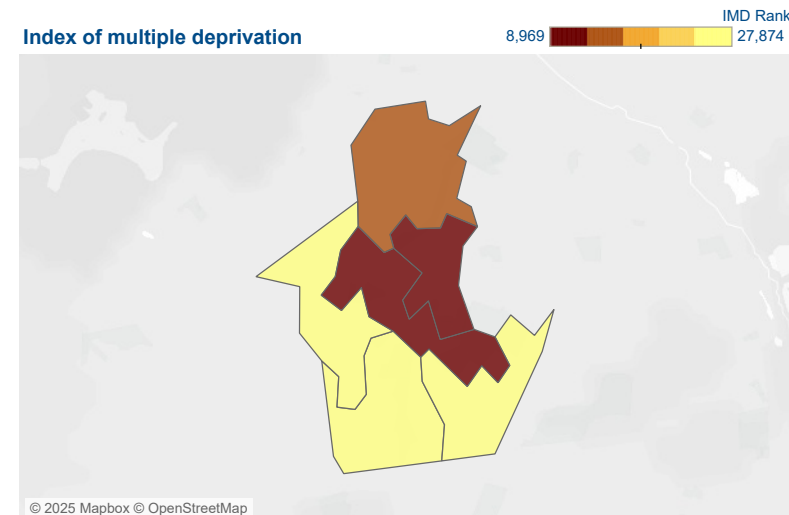 IMD Rank
Index of multiple deprivation
8,969
27,874
© 2025 Mapbox © OpenStreetMap